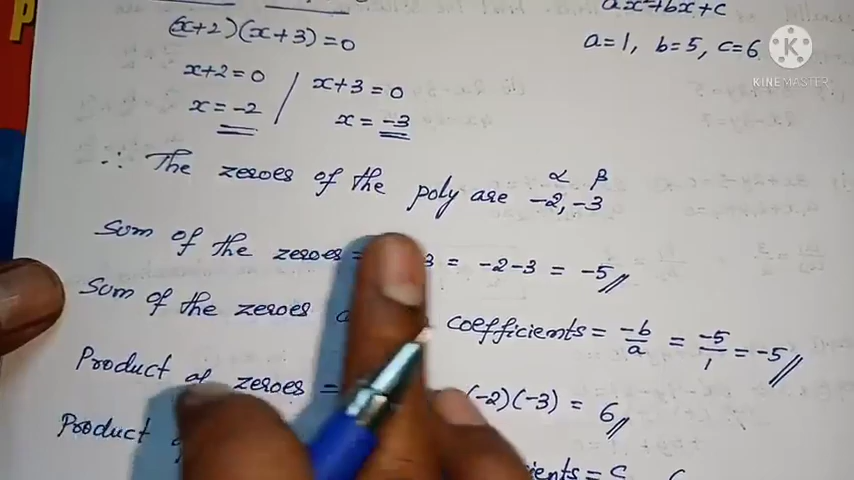 ax²+bx+c
(x+2)(x+3)=0
a=1, b=5, c=6
x+2=0 / x+3=0
x=-2 x=-3
∴ The zeroes of the poly are -2, -3
α β
Sum of the zeroes = 3 = -2-3 = -5
Sum of the zeroes coefficients = -b/a = -5/1 = -5
Product of zeroes = (-2)(-3) = 6
Product = c
K
KINEMASTER